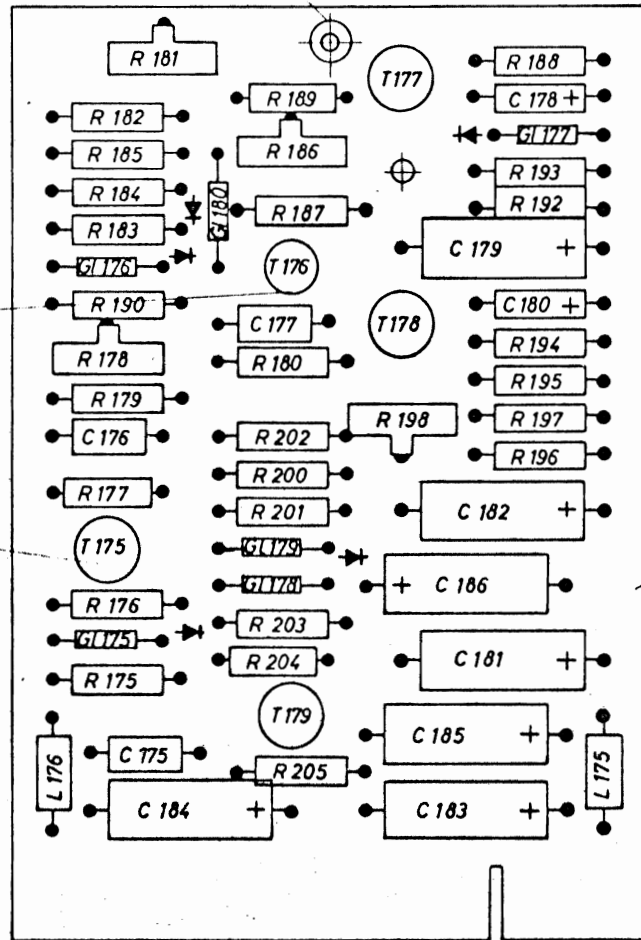 R 181
T 177
R 188
R 189
C 178 +
R 182
GL 177
R 186
R 185
R 193
R 184
GL 180
R 187
R 192
R 183
C 179 +
T 176
GL 176
R 190
C 177
T 178
C 180 +
R 178
R 180
R 194
R 179
R 198
R 195
C 176
R 202
R 197
R 200
R 196
R 177
R 201
C 182 +
T 175
GL 179
GL 178
+ C 186
R 176
R 203
GL 175
R 204
C 181 +
R 175
T 179
C 185 +
L 176
C 175
R 205
L 175
C 184 +
C 183 +